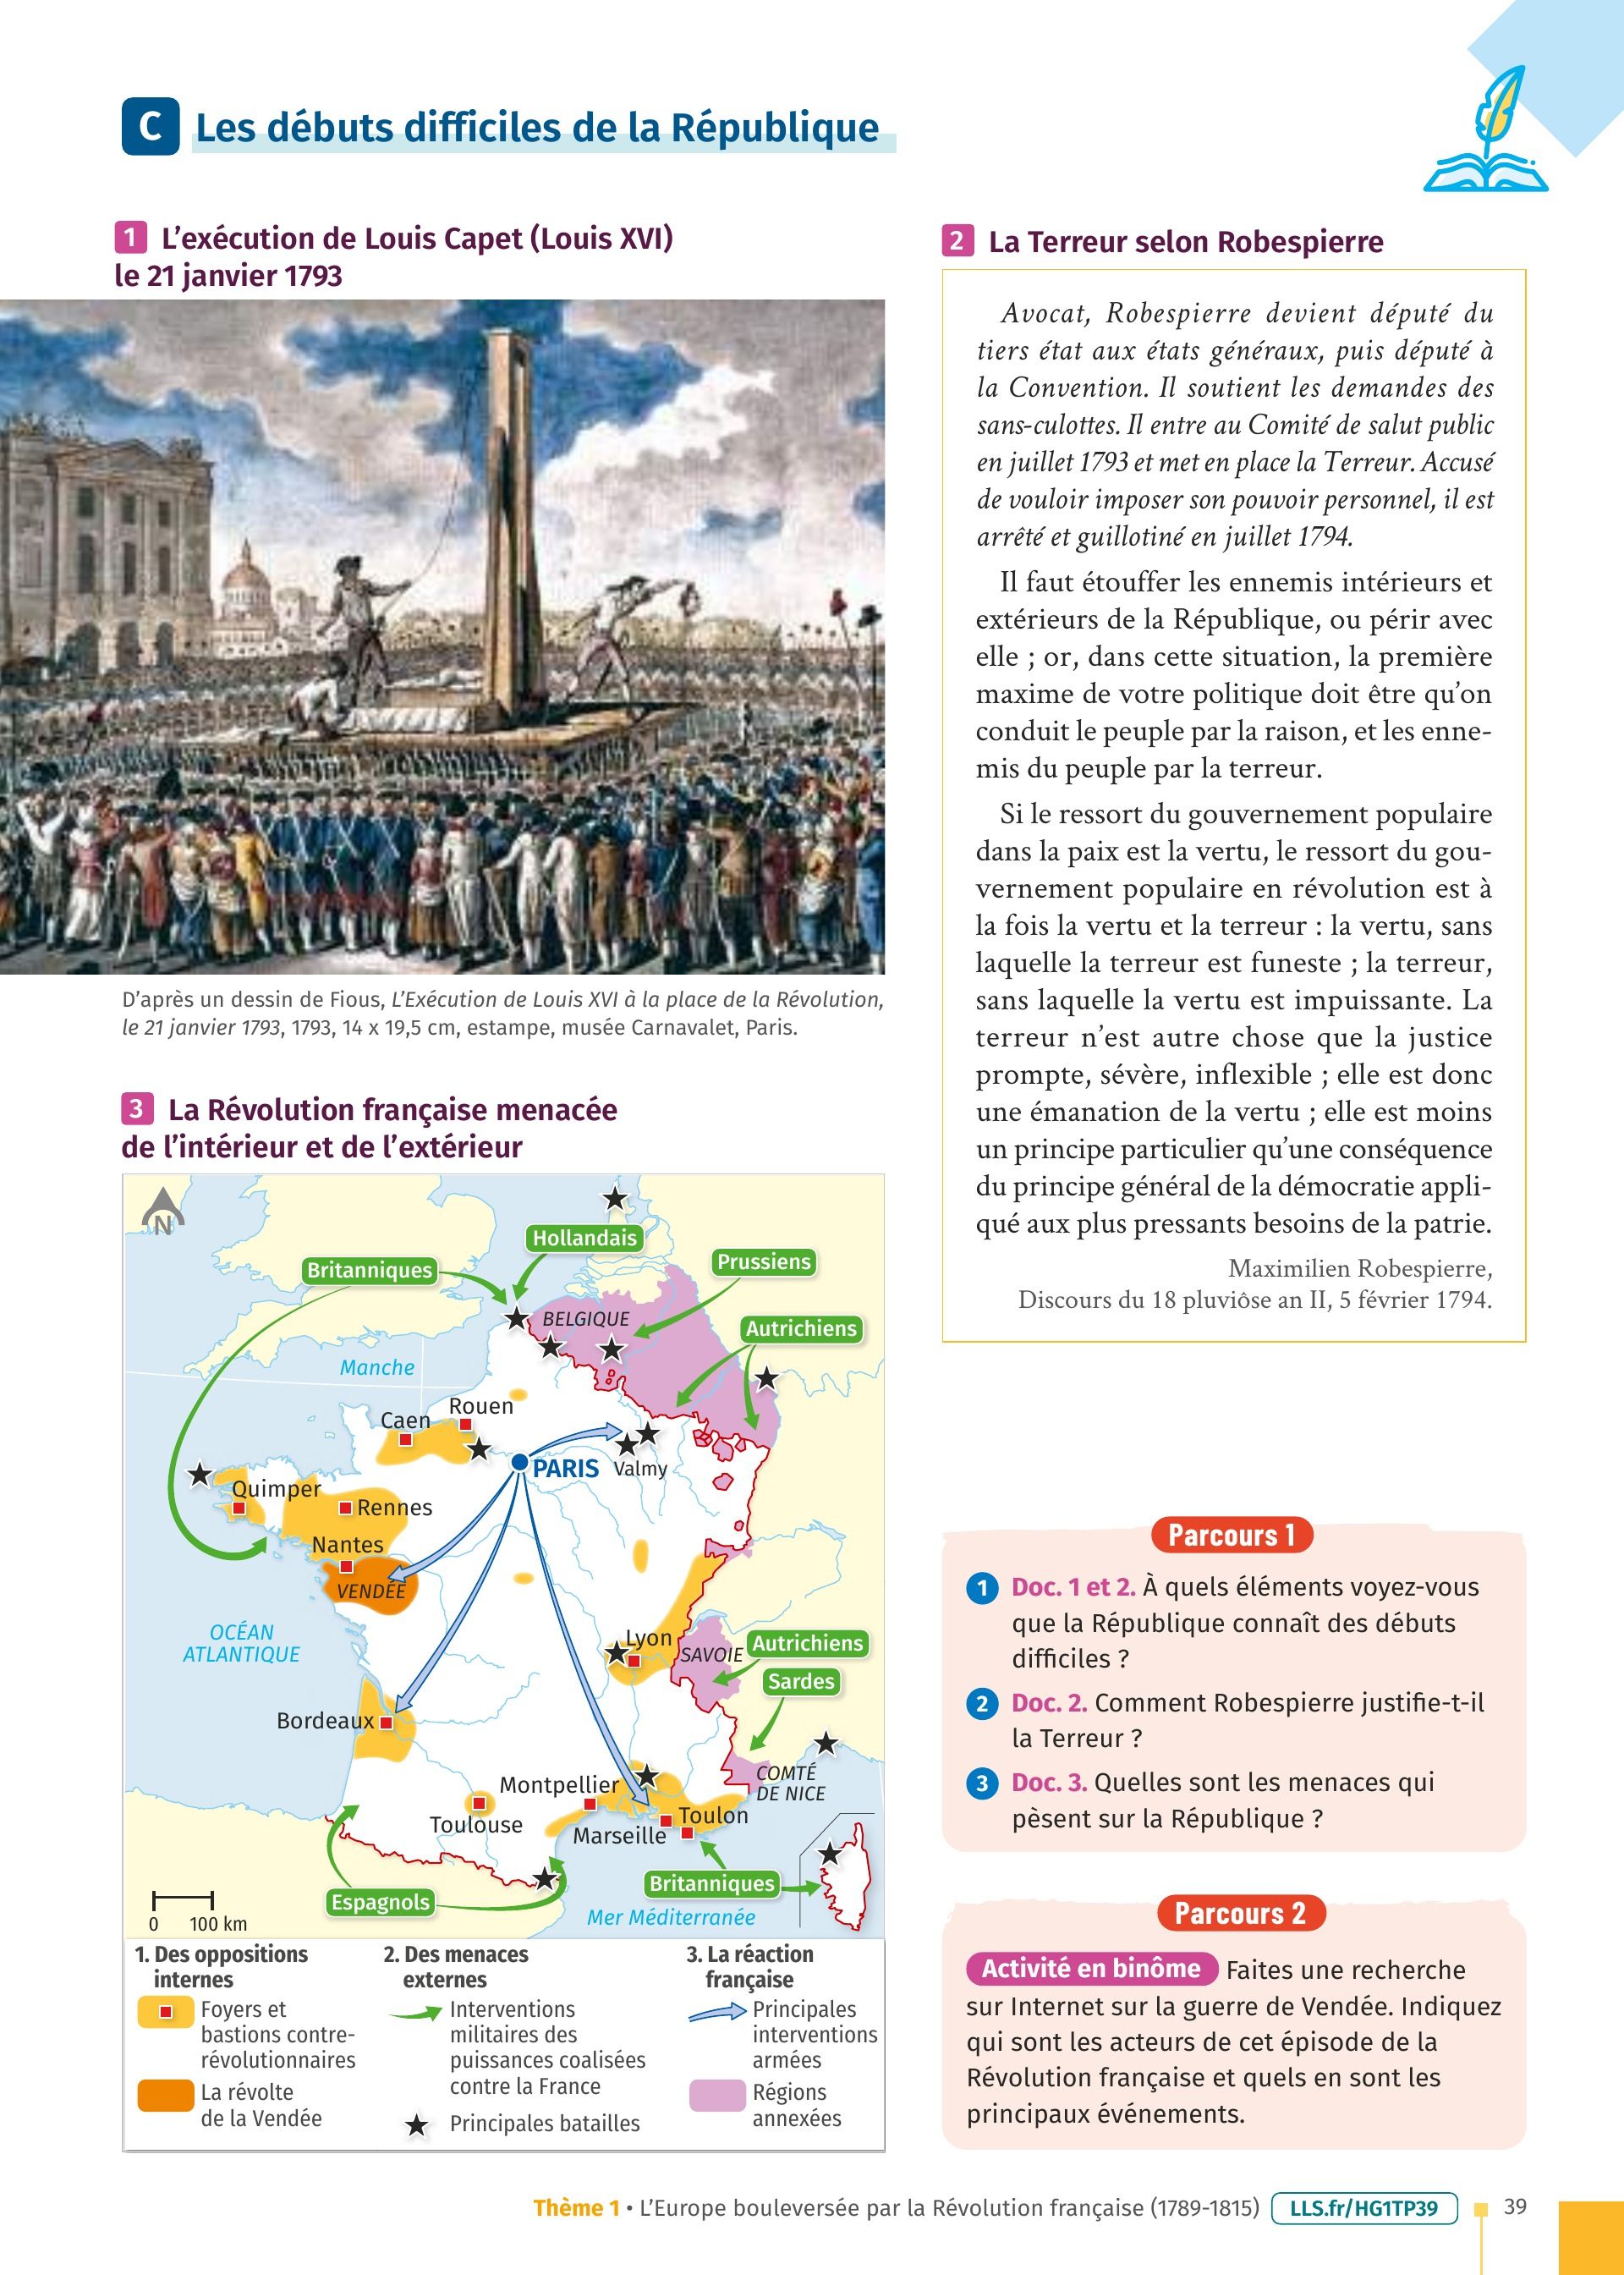 C Les débuts difficiles de la République
1 L'exécution de Louis Capet (Louis XVI)
le 21 janvier 1793
D'après un dessin de Fious, L'Exécution de Louis XVI à la place de la Révolution,
le 21 janvier 1793, 1793, 14 x 19,5 cm, estampe, musée Carnavalet, Paris.
2 La Terreur selon Robespierre
Avocat, Robespierre devient député du
tiers état aux états généraux, puis député à
la Convention. Il soutient les demandes des
sans-culottes. Il entre au Comité de salut public
en juillet 1793 et met en place la Terreur. Accusé
de vouloir imposer son pouvoir personnel, il est
arrêté et guillotiné en juillet 1794.
Il faut étouffer les ennemis intérieurs et
extérieurs de la République, ou périr avec
elle ; or, dans cette situation, la première
maxime de votre politique doit être qu'on
conduit le peuple par la raison, et les enne-
mis du peuple par la terreur.
Si le ressort du gouvernement populaire
dans la paix est la vertu, le ressort du gou-
vernement populaire en révolution est à
la fois la vertu et la terreur : la vertu, sans
laquelle la terreur est funeste ; la terreur,
sans laquelle la vertu est impuissante. La
terreur n'est autre chose que la justice
prompte, sévère, inflexible ; elle est donc
une émanation de la vertu ; elle est moins
un principe particulier qu'une conséquence
du principe général de la démocratie appli-
qué aux plus pressants besoins de la patrie.
Maximilien Robespierre,
Discours du 18 pluviôse an II, 5 février 1794.
3 La Révolution française menacée
de l'intérieur et de l'extérieur
N
Hollandais
Britanniques
Prussiens
BELGIQUE
Autrichiens
Manche
Rouen
Caen
PARIS
Valmy
Quimper
Rennes
Nantes
VENDÉE
OCÉAN
ATLANTIQUE
Lyon
SAVOIE
Autrichiens
Sardes
Bordeaux
COMTÉ
DE NICE
Montpellier
Toulouse
Toulon
Marseille
Britanniques
Espagnols
Mer Méditerranée
0 100 km
1. Des oppositions
internes
Foyers et
bastions contre-
révolutionnaires
La révolte
de la Vendée
2. Des menaces
externes
Interventions
militaires des
puissances coalisées
contre la France
Principales batailles
3. La réaction
française
Principales
interventions
armées
Régions
annexées
Parcours 1
1 Doc. 1 et 2. À quels éléments voyez-vous
que la République connaît des débuts
difficiles ?
2 Doc. 2. Comment Robespierre justifie-t-il
la Terreur ?
3 Doc. 3. Quelles sont les menaces qui
pèsent sur la République ?
Parcours 2
Activité en binôme Faites une recherche
sur Internet sur la guerre de Vendée. Indiquez
qui sont les acteurs de cet épisode de la
Révolution française et quels en sont les
principaux événements.
Thème 1 • L'Europe bouleversée par la Révolution française (1789-1815) LLS.fr/HG1TP39 39